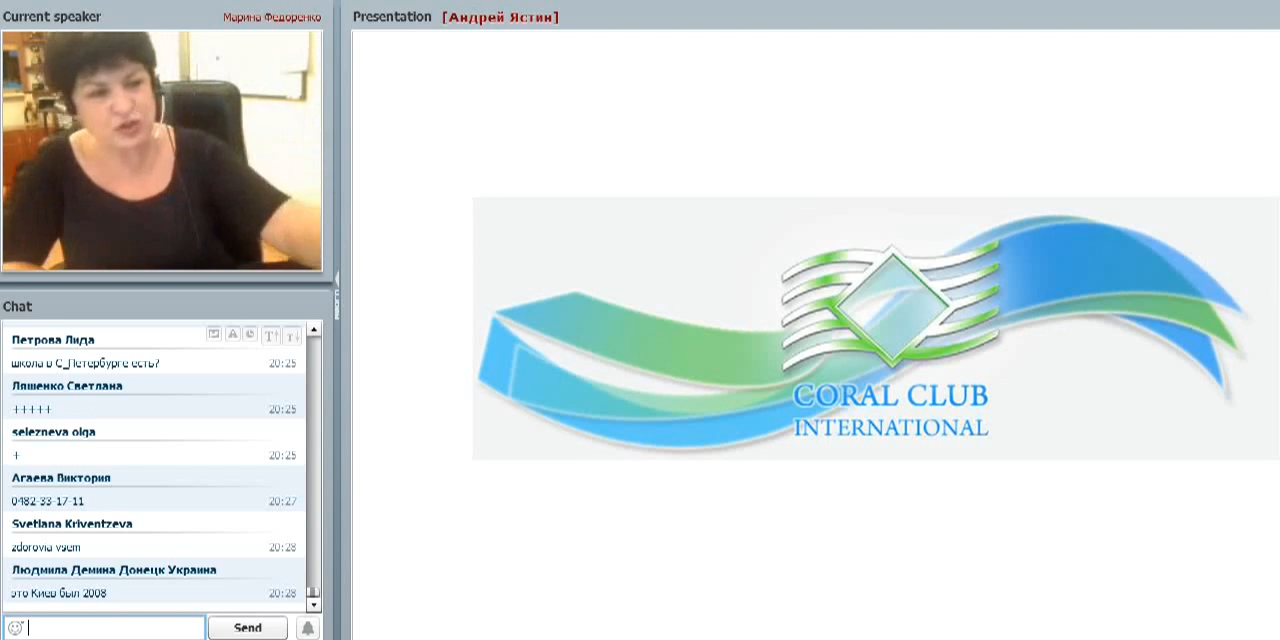 Current speaker
Марина Федоренко
Presentation
[Андрей Ястин]
Chat
Петрова Лида
школа в С_Петербурге есть?
20:25
Ляшенко Светлана
+++++
20:25
selezneva olga
+
20:25
Агаева Виктория
0482-33-17-11
20:27
Svetlana Kriventzeva
zdorovia vsem
20:28
Людмила Демина Донецк Украина
это Киев был 2008
20:28
Send
CORAL CLUB
INTERNATIONAL